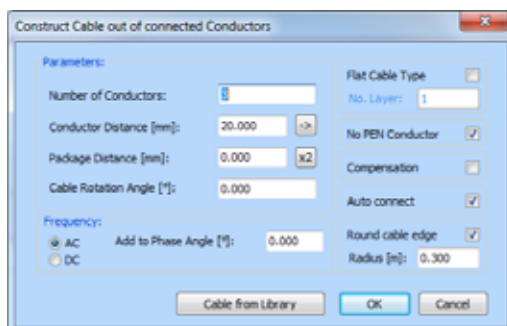 Construct Cable out of connected Conductors
Parameters:
Number of Conductors:
Conductor Distance [mm]: 20.000 ->
Package Distance [mm]: 0.000 x2
Cable Rotation Angle [°]: 0.000
Frequency:
AC Add to Phase Angle [°]: 0.000
DC
Flat Cable Type
No. Layer: 1
No PEN Conductor
Compensation
Auto connect
Round cable edge
Radius [m]: 0.300
Cable from Library OK Cancel